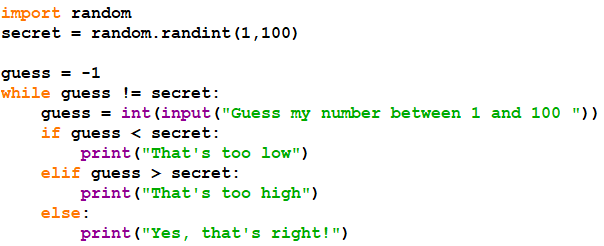 import random
secret = random.randint(1,100)

guess = -1
while guess != secret:
    guess = int(input("Guess my number between 1 and 100 "))
    if guess < secret:
        print("That's too low")
    elif guess > secret:
        print("That's too high")
    else:
        print("Yes, that's right!")